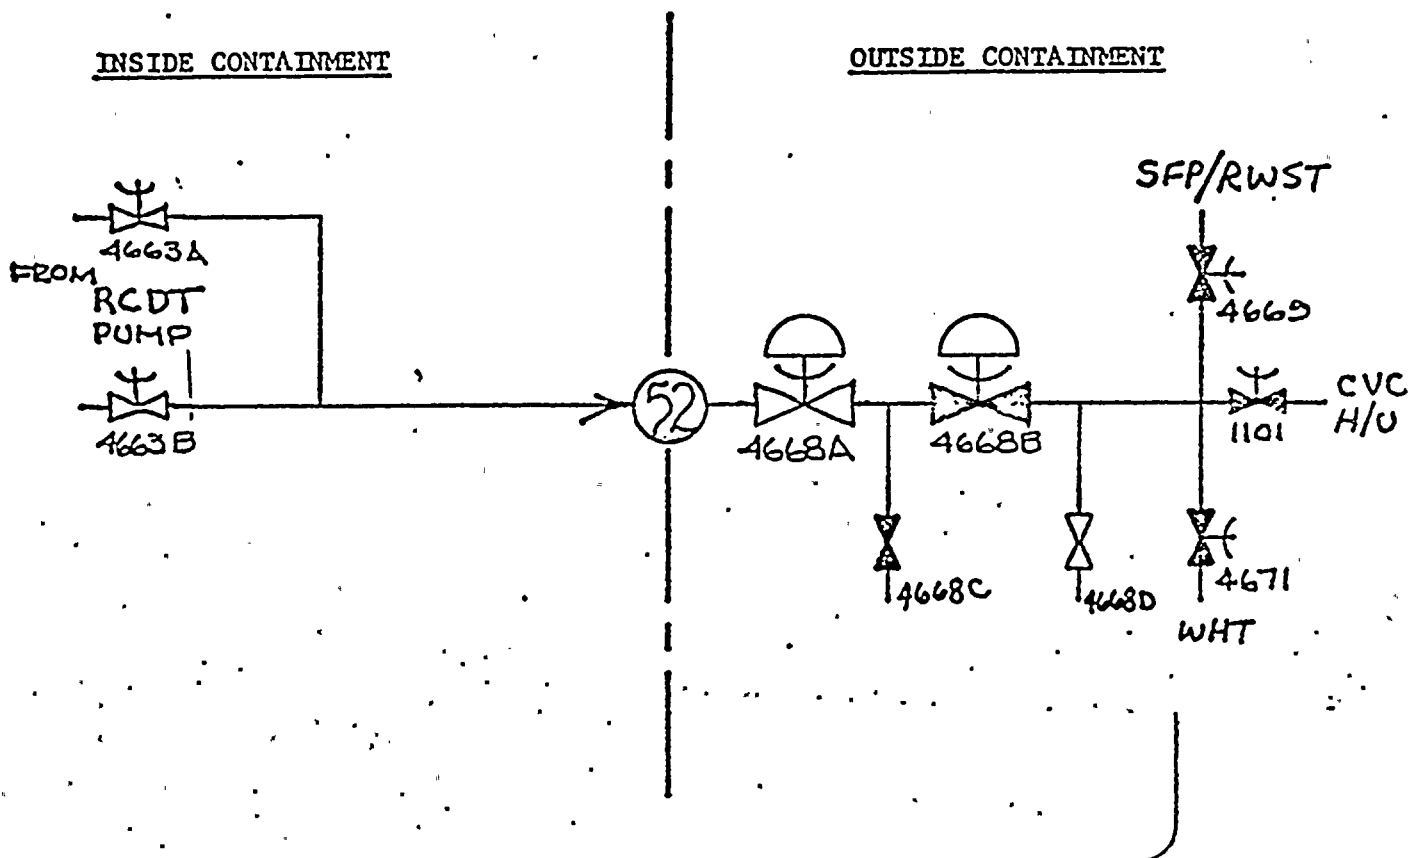 INSIDE CONTAINMENT
OUTSIDE CONTAINMENT
SFP/RWST
4663A
FROM
RCDT
PUMP
4669
52
CVC
H/U
4663B
4668A
4668B
1101
4668C
4668D
4671
WHT